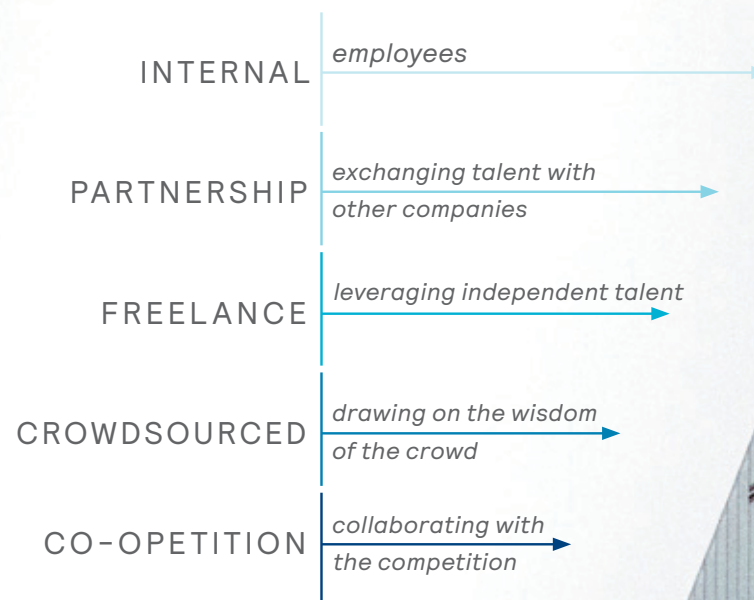 INTERNAL
employees
PARTNERSHIP
exchanging talent with
other companies
FREELANCE
leveraging independent talent
CROWDSOURCED
drawing on the wisdom
of the crowd
CO-OPETITION
collaborating with
the competition